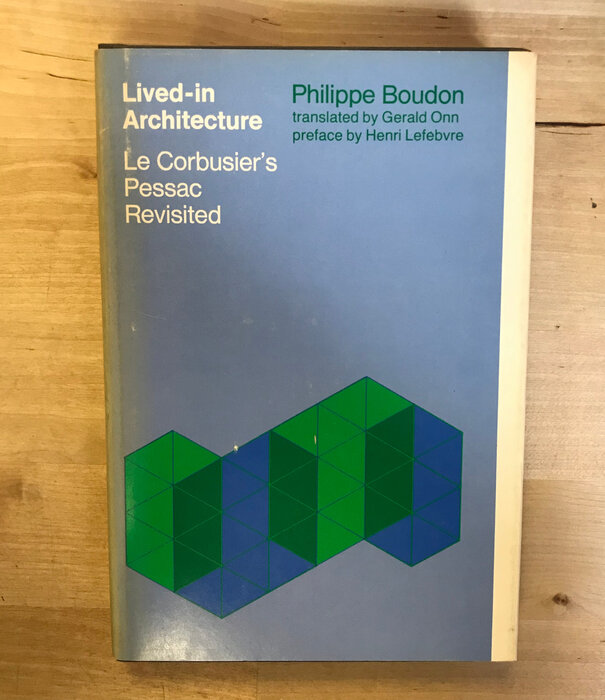 Lived-in
Architecture
Le Corbusier's
Pessac
Revisited
Philippe Boudon
translated by Gerald Onn
preface by Henri Lefebvre